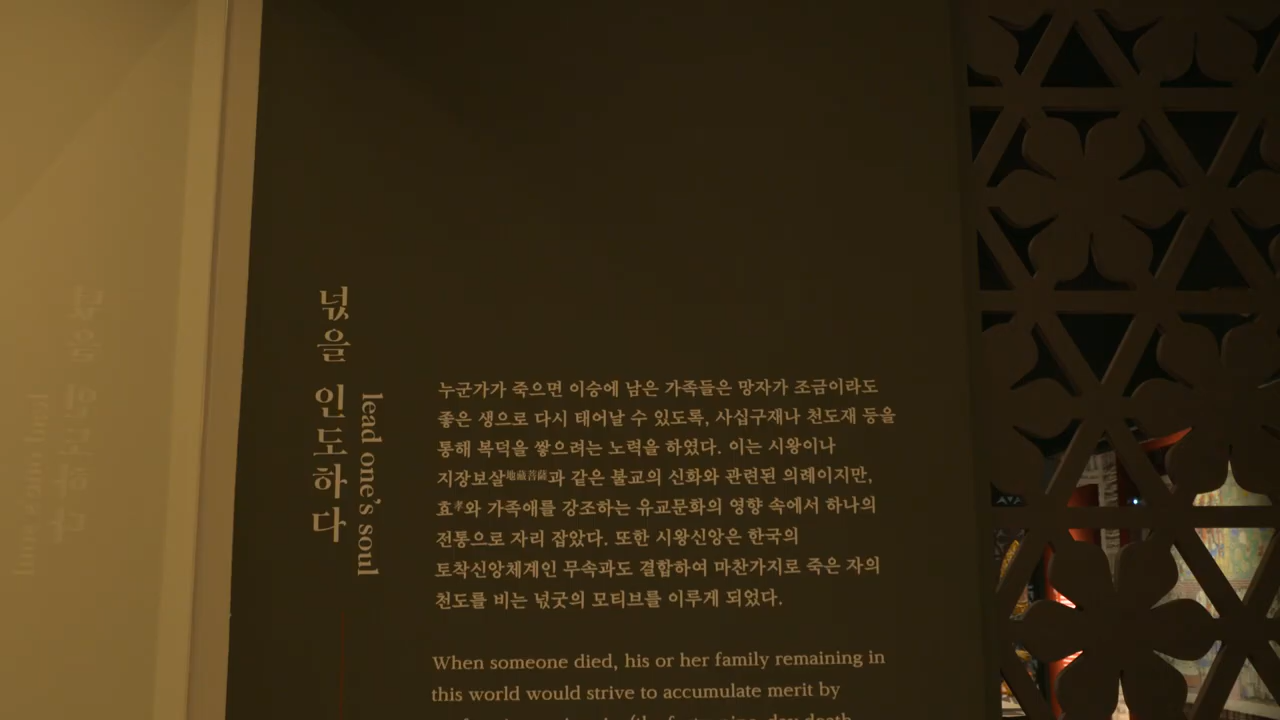 넋을 인도하다
lead one's soul
누군가가 죽으면 이승에 남은 가족들은 망자가 조금이라도
좋은 생으로 다시 태어날 수 있도록, 사십구재나 천도재 등을
통해 복덕을 쌓으려는 노력을 하였다. 이는 시왕이나
지장보살地藏菩薩과 같은 불교의 신화와 관련된 의례이지만,
효孝와 가족애를 강조하는 유교문화의 영향 속에서 하나의
전통으로 자리 잡았다. 또한 시왕신앙은 한국의
토착신앙체계인 무속과도 결합하여 마찬가지로 죽은 자의
천도를 비는 넋굿의 모티브를 이루게 되었다.
When someone died, his or her family remaining in
this world would strive to accumulate merit by